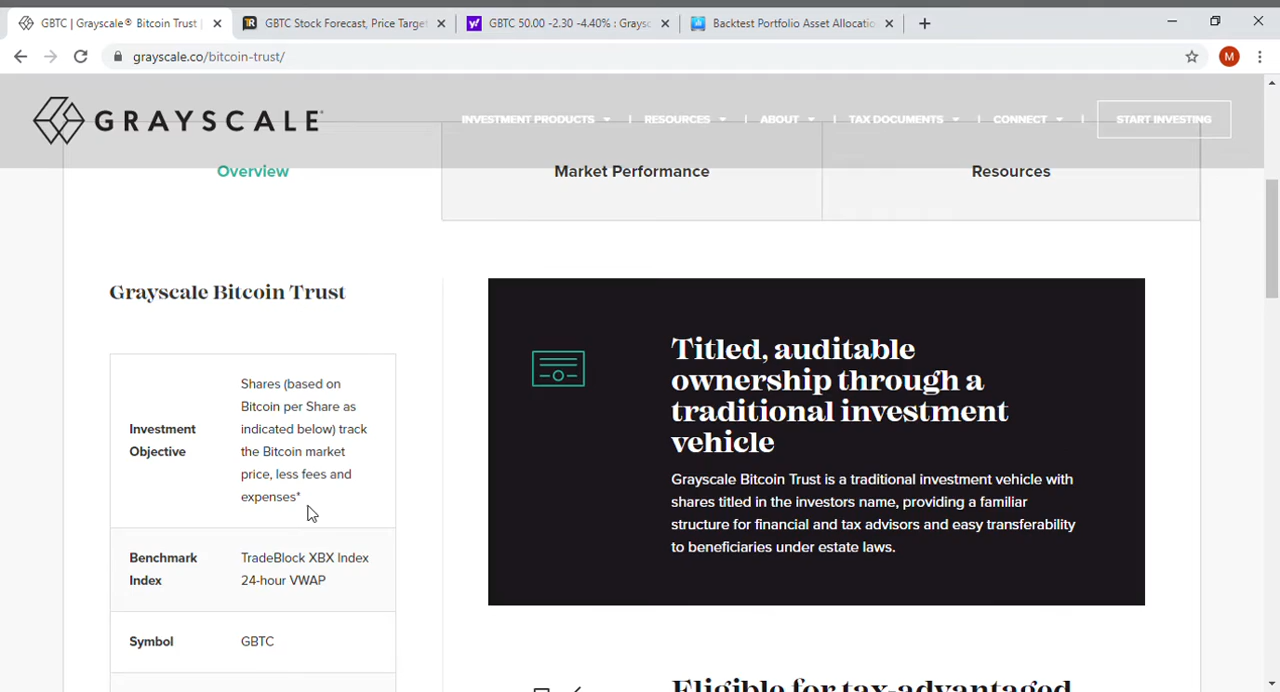 GBTC | Grayscale® Bitcoin Trust
GBTC Stock Forecast, Price Target
GBTC 50.00 -2.30 -4.40% : Graysc
Backtest Portfolio Asset Allocatio
grayscale.co/bitcoin-trust/
M
GRAYSCALE
INVESTMENT PRODUCTS
RESOURCES
ABOUT
TAX DOCUMENTS
CONNECT
START INVESTING
Overview
Market Performance
Resources
Grayscale Bitcoin Trust
Investment
Objective
Shares (based on
Bitcoin per Share as
indicated below) track
the Bitcoin market
price, less fees and
expenses*
Benchmark
Index
TradeBlock XBX Index
24-hour VWAP
Symbol
GBTC
Titled, auditable
ownership through a
traditional investment
vehicle
Grayscale Bitcoin Trust is a traditional investment vehicle with
shares titled in the investors name, providing a familiar
structure for financial and tax advisors and easy transferability
to beneficiaries under estate laws.
Eligible for tax-advantaged